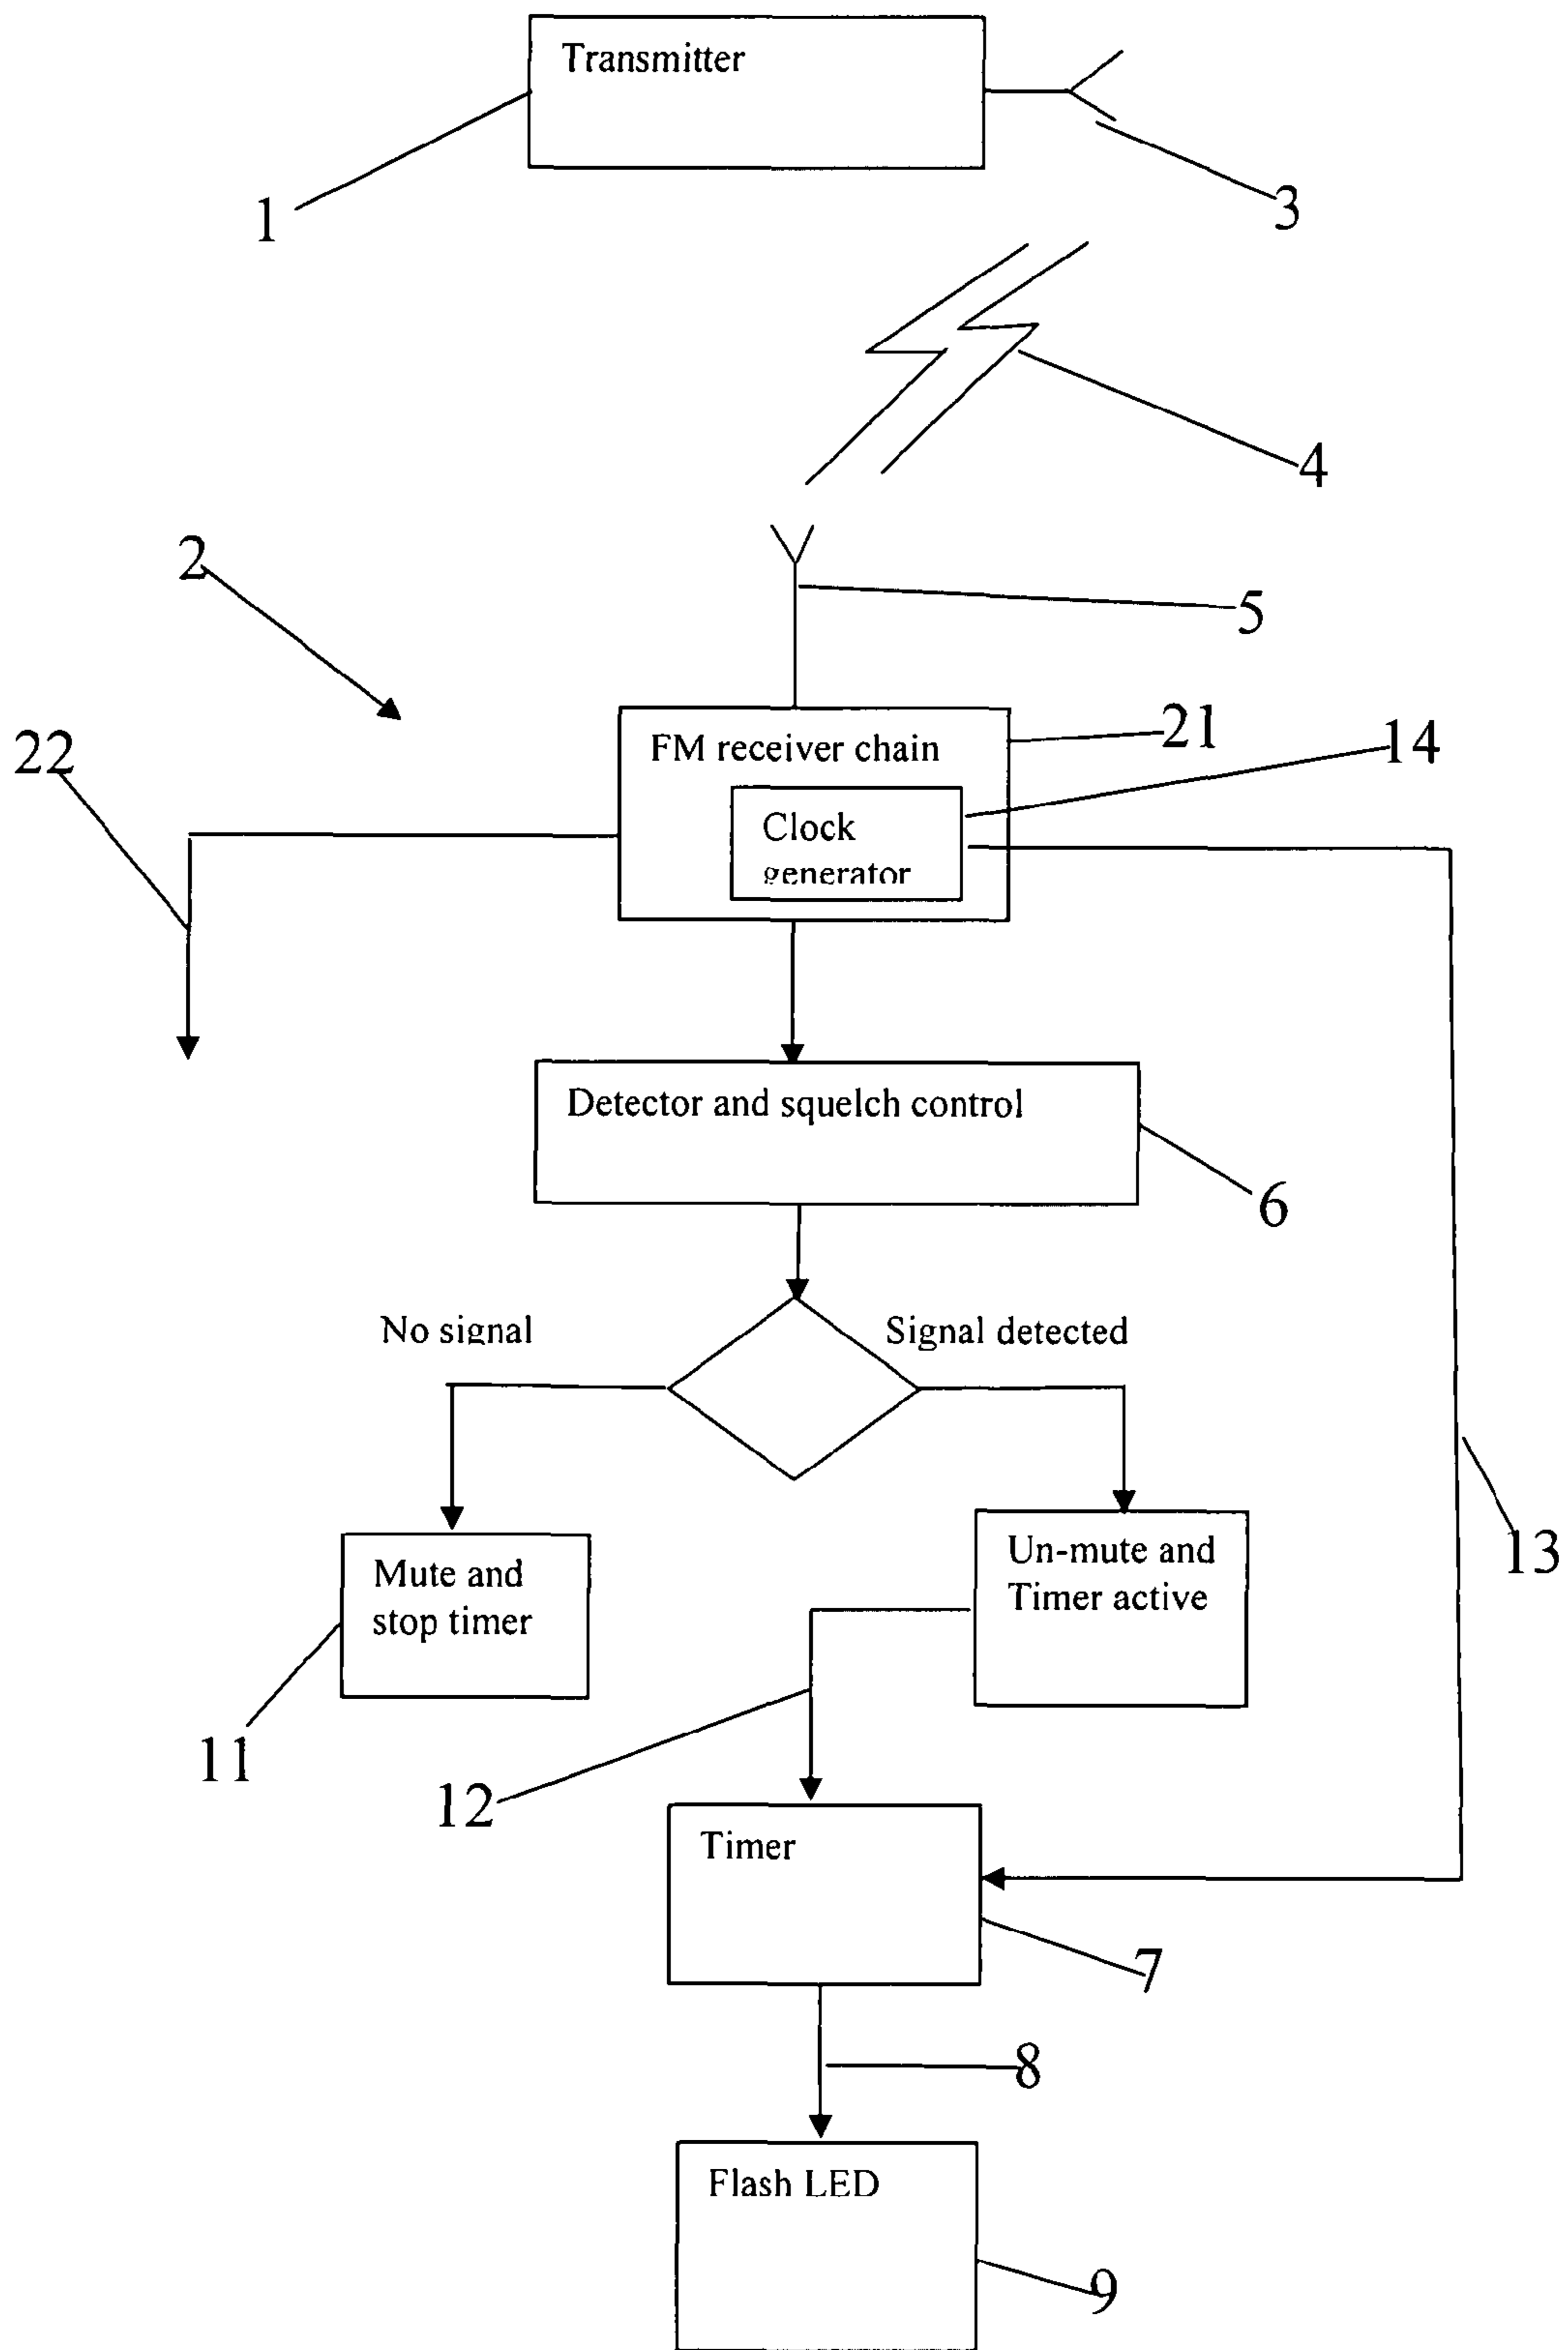 Transmitter
1
3
4
2
5
22
FM receiver chain
21
14
Clock
generator
Detector and squelch control
6
No signal
Signal detected
Un-mute and
Timer active
13
Mute and
stop timer
11
12
Timer
7
8
Flash LED
9